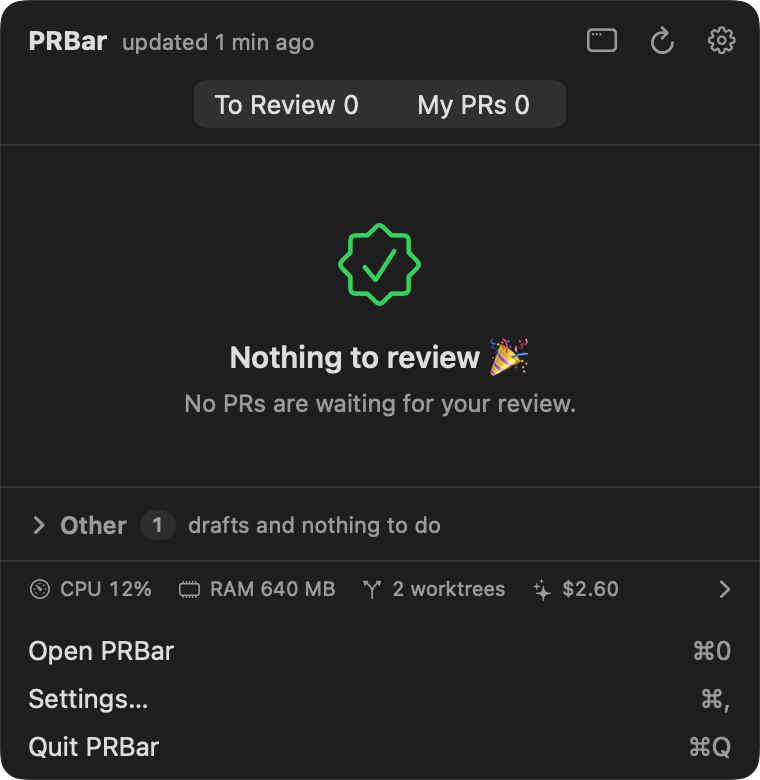 PRBar updated 1 min ago
To Review 0 My PRs 0
Nothing to review 🎉
No PRs are waiting for your review.
Other 1 drafts and nothing to do
CPU 12% RAM 640 MB 2 worktrees $2.60
Open PRBar ⌘0
Settings... ⌘,
Quit PRBar ⌘Q